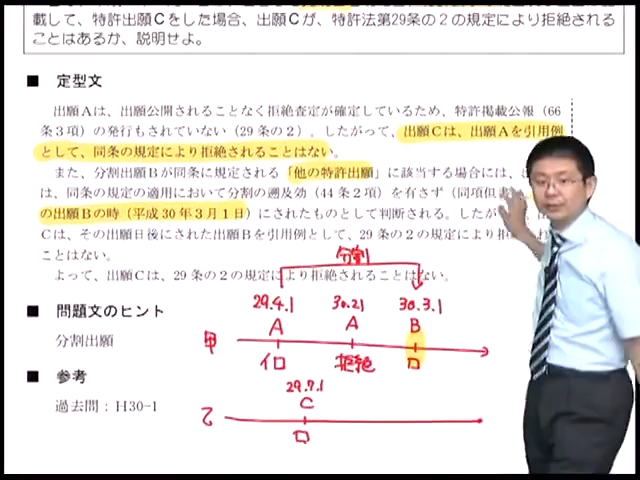 載して、特許出願Cをした場合、出願Cが、特許法第29条の2の規定により拒絶される
ことはあるか、説明せよ。
■ 定型文
出願Aは、出願公開されることなく拒絶査定が確定しているため、特許掲載公報（66
条3項）の発行もされていない（29条の2）。したがって、出願Cは、出願Aを引用例
として、同条の規定により拒絶されることはない。
また、分割出願Bが同条に規定される「他の特許出願」に該当する場合には、
は、同条の規定の適用において分割の遡及効（44条2項）を有さず（同項但書
の出願Bの時（平成30年3月1日）にされたものとして判断される。したが
Cは、その出願日後にされた出願Bを引用例として、29条の2の規定により拒
ことはない。
よって、出願Cは、29条の2の規定により拒絶されることはない。
分割
■ 問題文のヒント
分割出願
29.4.1 30.2.1 30.3.1
A A B
甲
イロ 拒絶 ロ
■ 参考
過去問：H30-1
29.7.1
C
乙
ロ